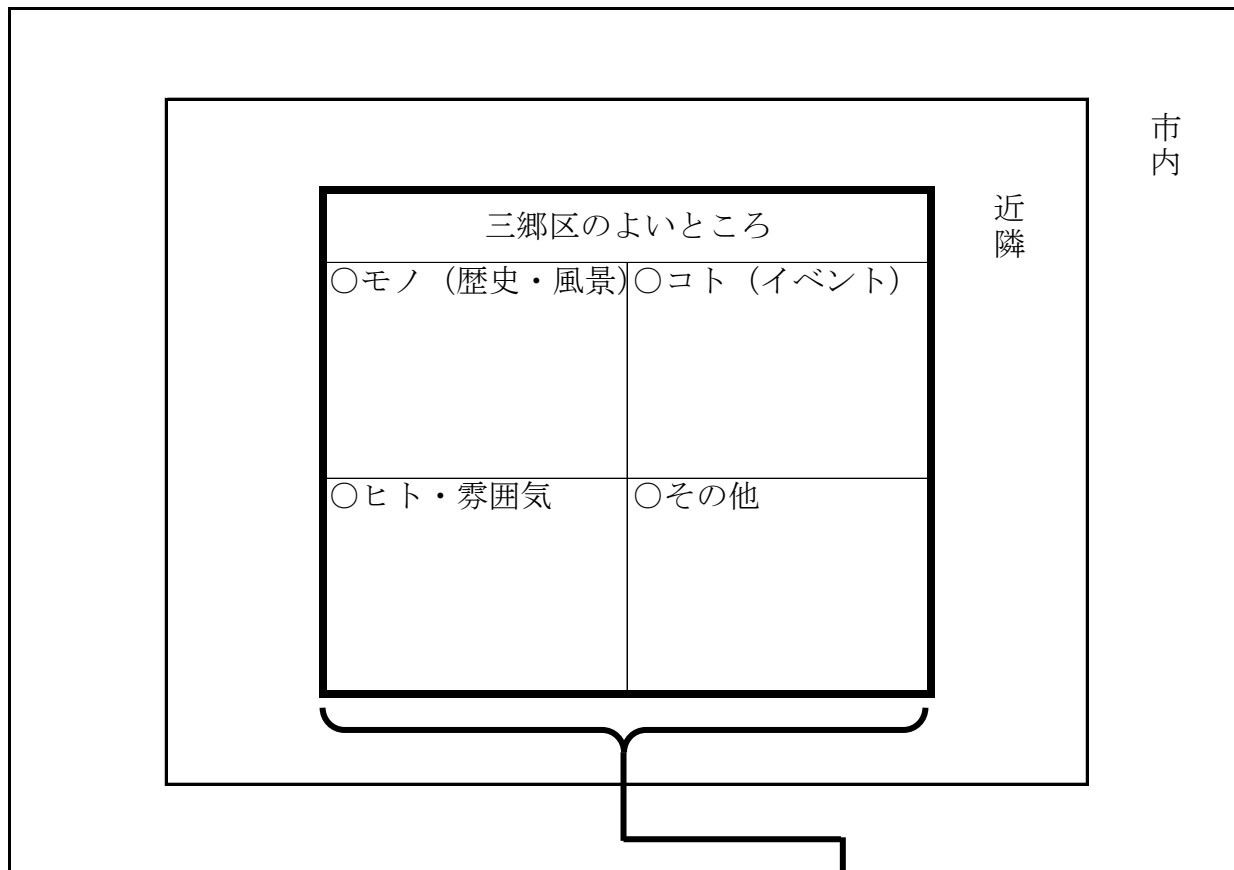 市内
近隣
三郷区のよいところ
○モノ（歴史・風景）
○コト（イベント）
○ヒト・雰囲気
○その他